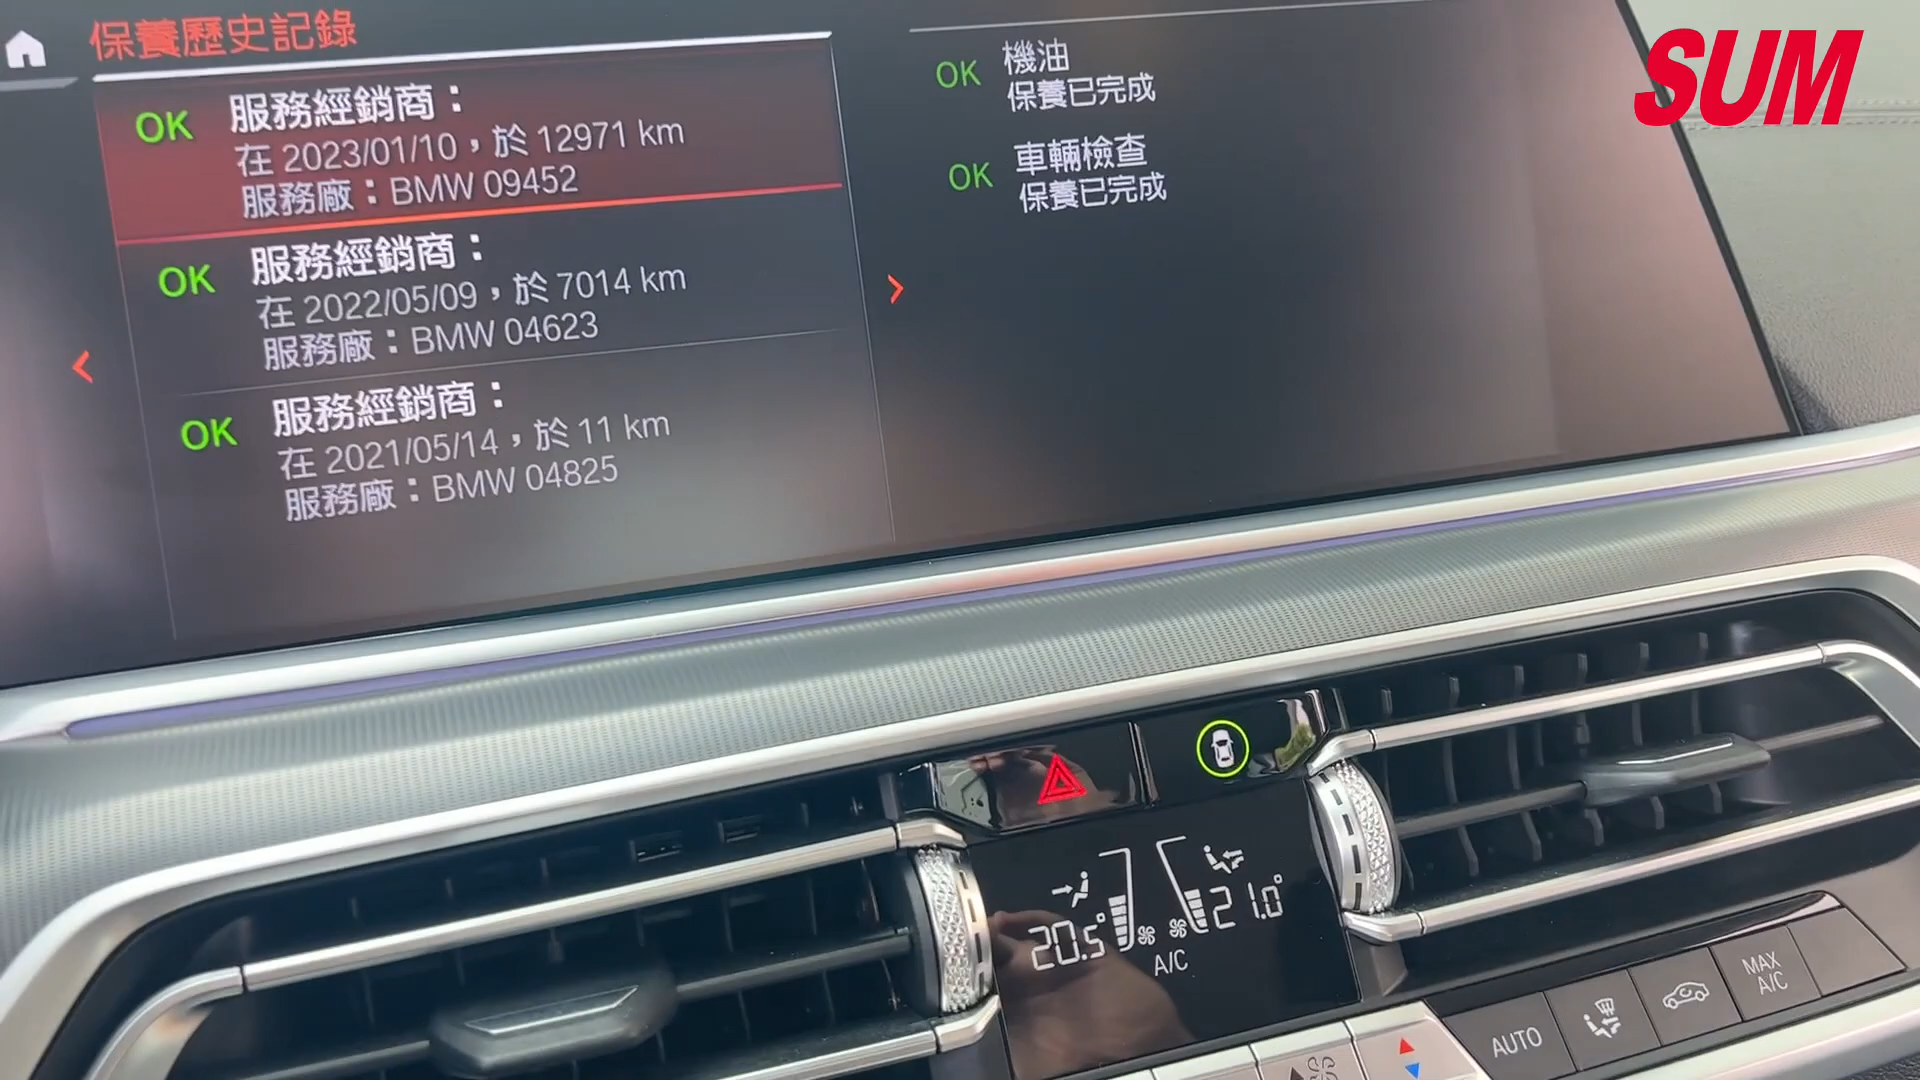 保養歷史記錄
OK 服務經銷商：
在 2023/01/10，於 12971 km
服務廠：BMW 09452
OK 服務經銷商：
在 2022/05/09，於 7014 km
服務廠：BMW 04623
OK 服務經銷商：
在 2021/05/14，於 11 km
服務廠：BMW 04825
OK 機油
保養已完成
OK 車輛檢查
保養已完成
SUM
20.5° 21.0°
A/C
AUTO
MAX
A/C